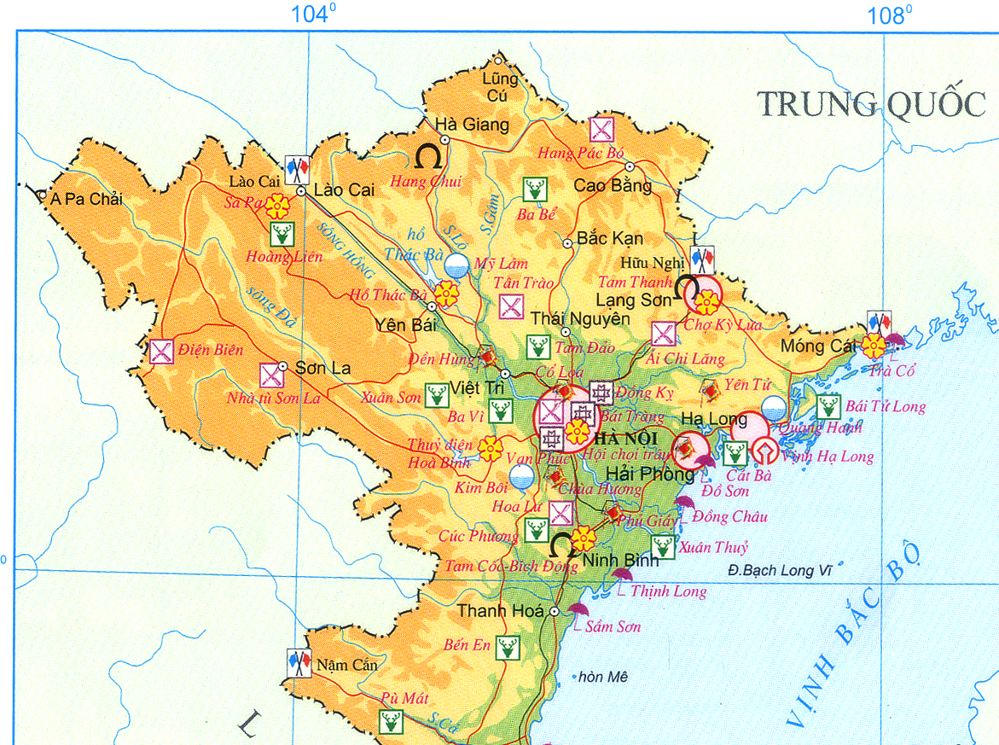 104⁰
108⁰
Lũng
Cú
TRUNG QUỐC
Hà Giang
Hang Pác Bó
Hang Chui
Cao Bằng
Lào Cai
Lào Cai
A Pa Chải
Sa Pa
Ba Bể
S.Gâm
Hoàng Liên
SÔNG HỒNG
hồ
Thác Bà
S.Lô
Bắc Kạn
Mỹ Lâm
Tân Trào
Hữu Nghị
Tam Thanh
Lạng Sơn
Hồ Thác Bà
sông Đà
Yên Bái
Thái Nguyên
Chợ Kỳ Lừa
Móng Cái
Trà Cổ
Điện Biên
Sơn La
Nhà tù Sơn La
Đền Hùng
Tam Đảo
Ải Chi Lăng
Cổ Loa
Việt Trì
Xuân Sơn
Ba Vì
Đồng Kỵ
Yên Tử
Bái Tử Long
Bát Tràng
Hạ Long
Quang Hanh
HÀ NỘI
Thuỷ điện
Hoà Bình
Vạn Phúc
Hội chọi trâu
Vịnh Hạ Long
Hải Phòng
Cát Bà
Đồ Sơn
Kim Bôi
Chùa Hương
Hoa Lư
Phủ Giầy
Đồng Châu
Cúc Phương
Xuân Thuỷ
Tam Cốc-Bích Động
Ninh Bình
Đ.Bạch Long Vĩ
0
Thịnh Long
Thanh Hoá
Sầm Sơn
VỊNH BẮC BỘ
Bến En
Nậm Cắn
hòn Mê
Pù Mát
S.Cả
L